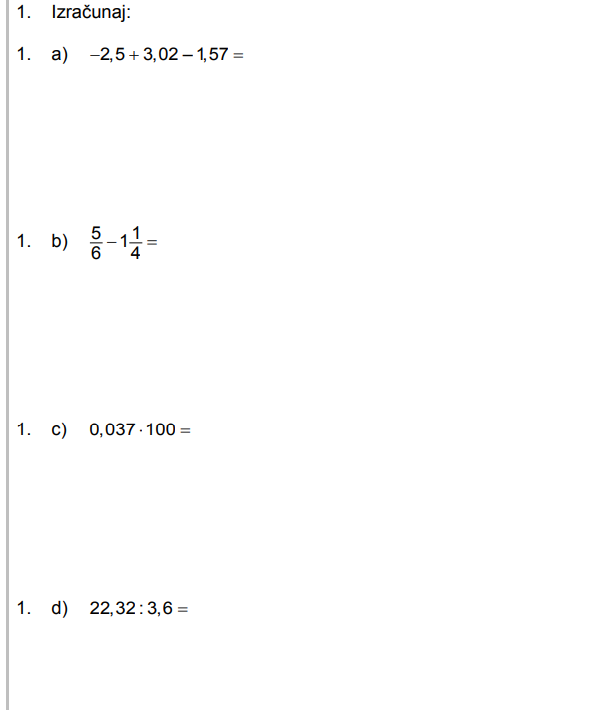 1. Izračunaj:
1. a) −2,5 + 3,02 − 1,57 =
1. b) 5/6 − 1 1/4 =
1. c) 0,037 · 100 =
1. d) 22,32 : 3,6 =